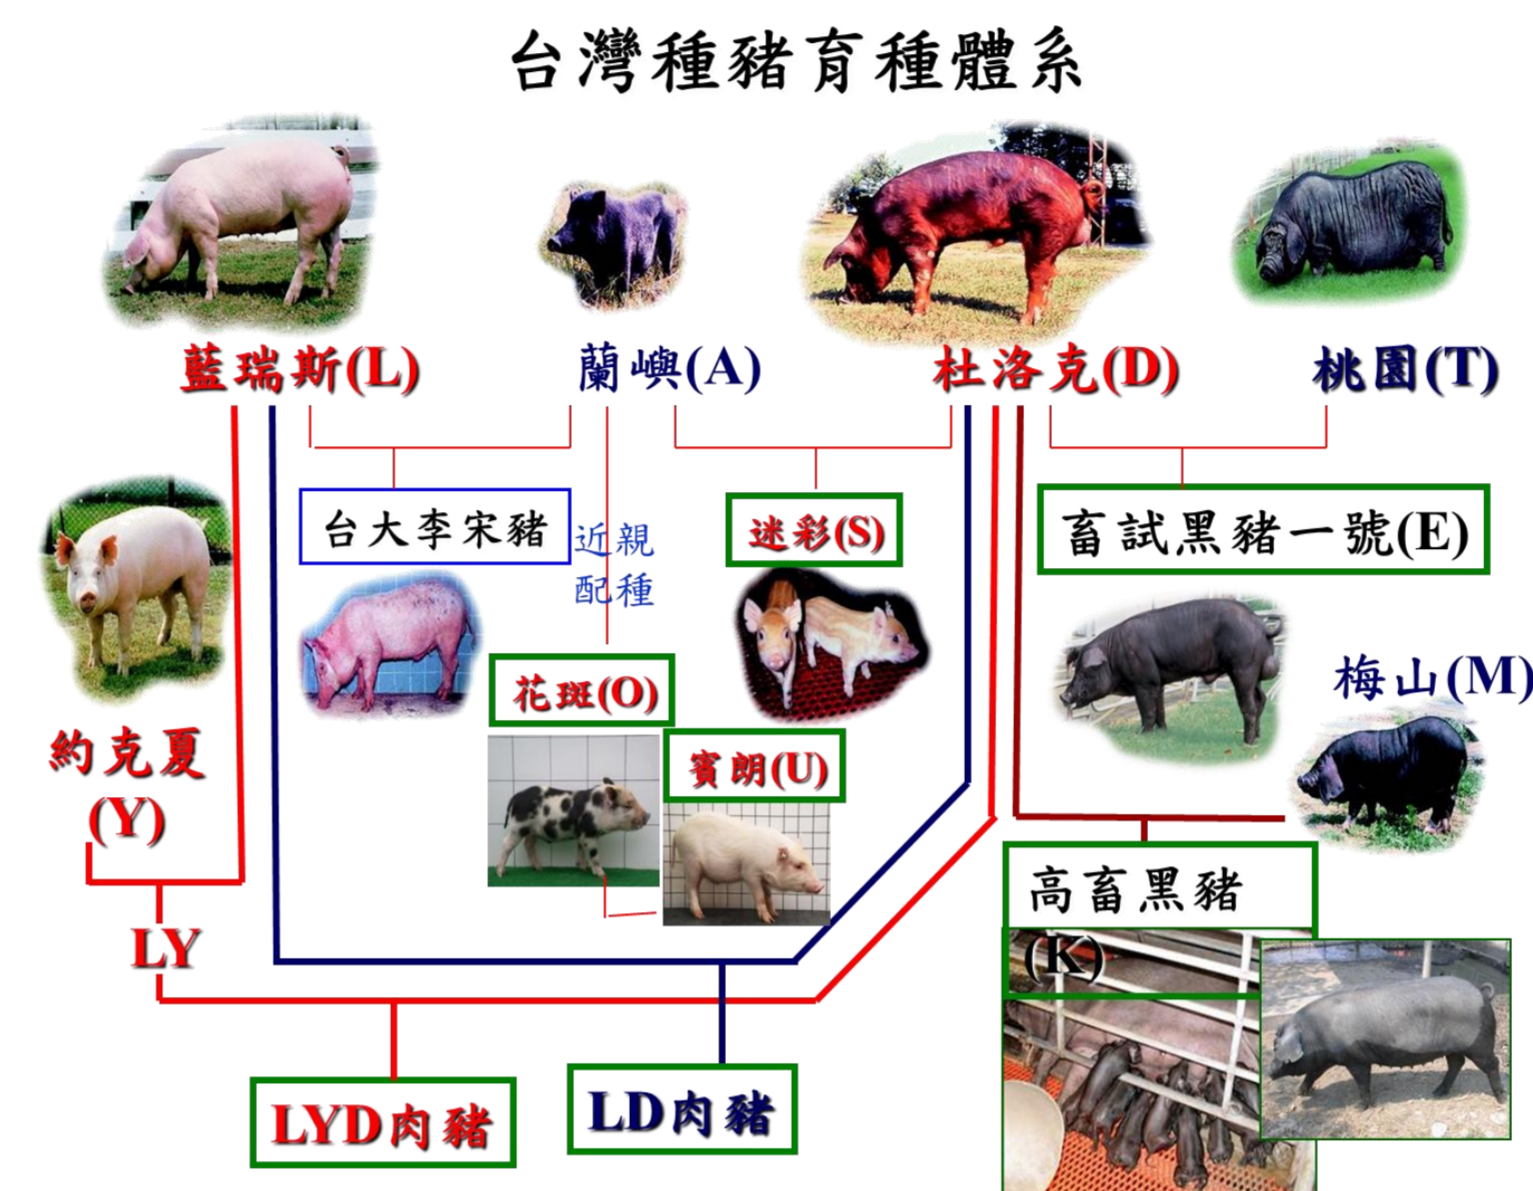 台灣種豬育種體系
藍瑞斯(L)
蘭嶼(A)
杜洛克(D)
桃園(T)
台大李宋豬
近親
配種
迷彩(S)
畜試黑豬一號(E)
花斑(O)
賓朗(U)
梅山(M)
約克夏
(Y)
高畜黑豬
(K)
LY
LYD肉豬
LD肉豬